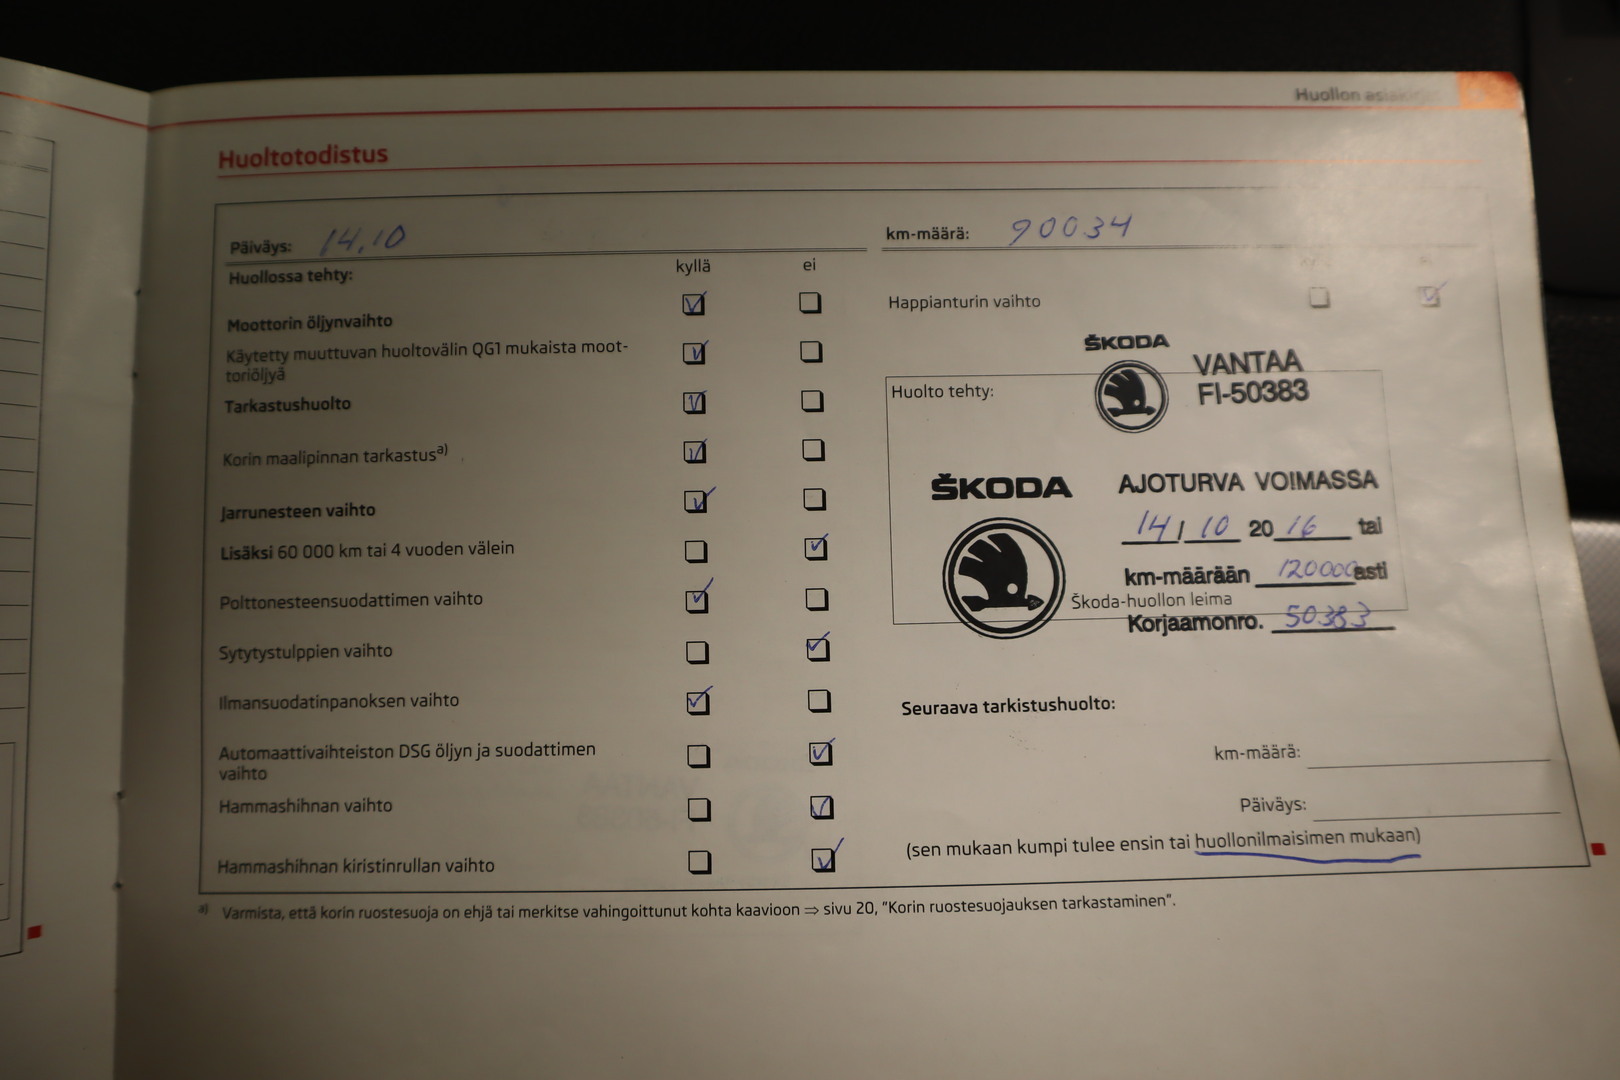 Huollon
Huoltotodistus
Päiväys: 14.10
km-määrä: 90034
Huollossa tehty:
kyllä
ei
Moottorin öljynvaihto
Käytetty muuttuvan huoltovälin QG1 mukaista moot-
toriöljyä
Tarkastushuolto
Korin maalipinnan tarkastus a)
Jarrunesteen vaihto
Lisäksi 60 000 km tai 4 vuoden välein
Polttonesteensuodattimen vaihto
Sytytystulppien vaihto
Ilmansuodatinpanoksen vaihto
Automaattivaihteiston DSG öljyn ja suodattimen
vaihto
Hammashihnan vaihto
Hammashihnan kiristinrullan vaihto
Happianturin vaihto
ŠKODA
VANTAA
FI-50383
Huolto tehty:
ŠKODA
AJOTURVA VOIMASSA
14/10 2016 tai
km-määrään 120000 asti
Škoda-huollon leima
Korjaamonro. 50383
Seuraava tarkistushuolto:
km-määrä:
Päiväys:
(sen mukaan kumpi tulee ensin tai huollonilmaisimen mukaan)
a) Varmista, että korin ruostesuoja on ehjä tai merkitse vahingoittunut kohta kaavioon ⇒ sivu 20, "Korin ruostesuojauksen tarkastaminen".